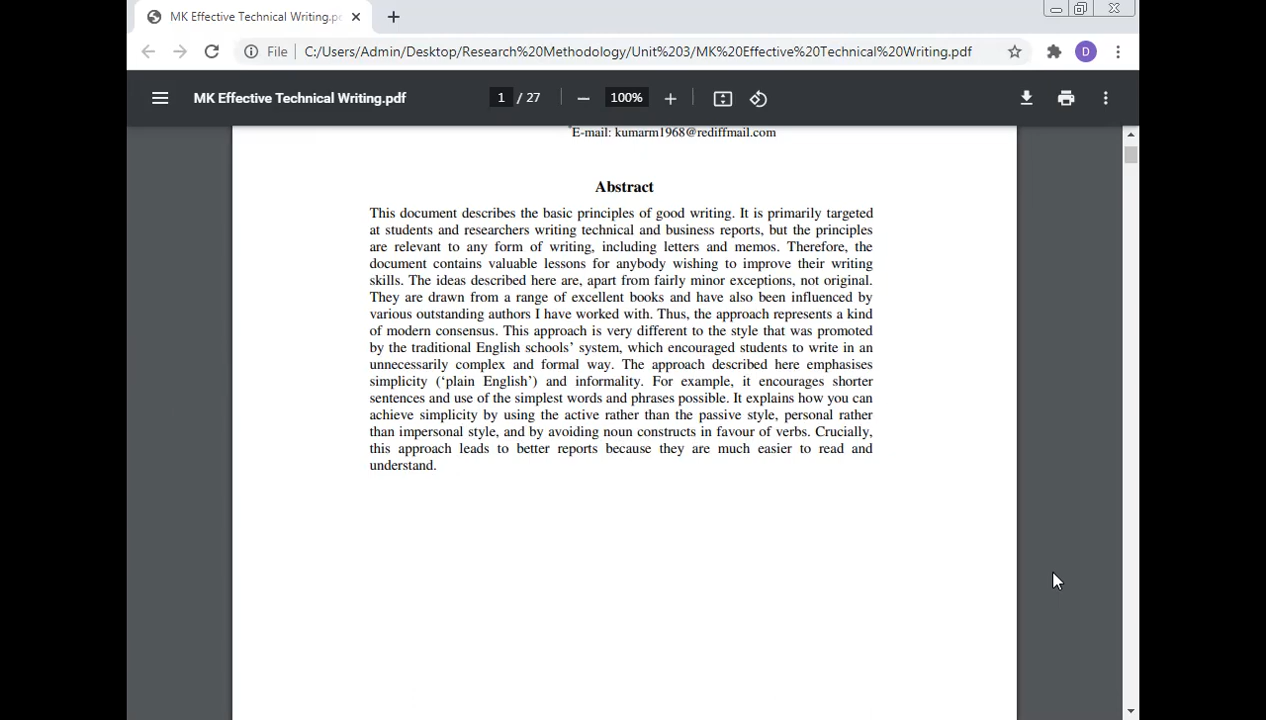 MK Effective Technical Writing.pd
File
C:/Users/Admin/Desktop/Research%20Methodology/Unit%203/MK%20Effective%20Technical%20Writing.pdf
D
MK Effective Technical Writing.pdf
1 / 27
100%
*E-mail: kumarm1968@rediffmail.com
Abstract
This document describes the basic principles of good writing. It is primarily targeted
at students and researchers writing technical and business reports, but the principles
are relevant to any form of writing, including letters and memos. Therefore, the
document contains valuable lessons for anybody wishing to improve their writing
skills. The ideas described here are, apart from fairly minor exceptions, not original.
They are drawn from a range of excellent books and have also been influenced by
various outstanding authors I have worked with. Thus, the approach represents a kind
of modern consensus. This approach is very different to the style that was promoted
by the traditional English schools’ system, which encouraged students to write in an
unnecessarily complex and formal way. The approach described here emphasises
simplicity (‘plain English’) and informality. For example, it encourages shorter
sentences and use of the simplest words and phrases possible. It explains how you can
achieve simplicity by using the active rather than the passive style, personal rather
than impersonal style, and by avoiding noun constructs in favour of verbs. Crucially,
this approach leads to better reports because they are much easier to read and
understand.